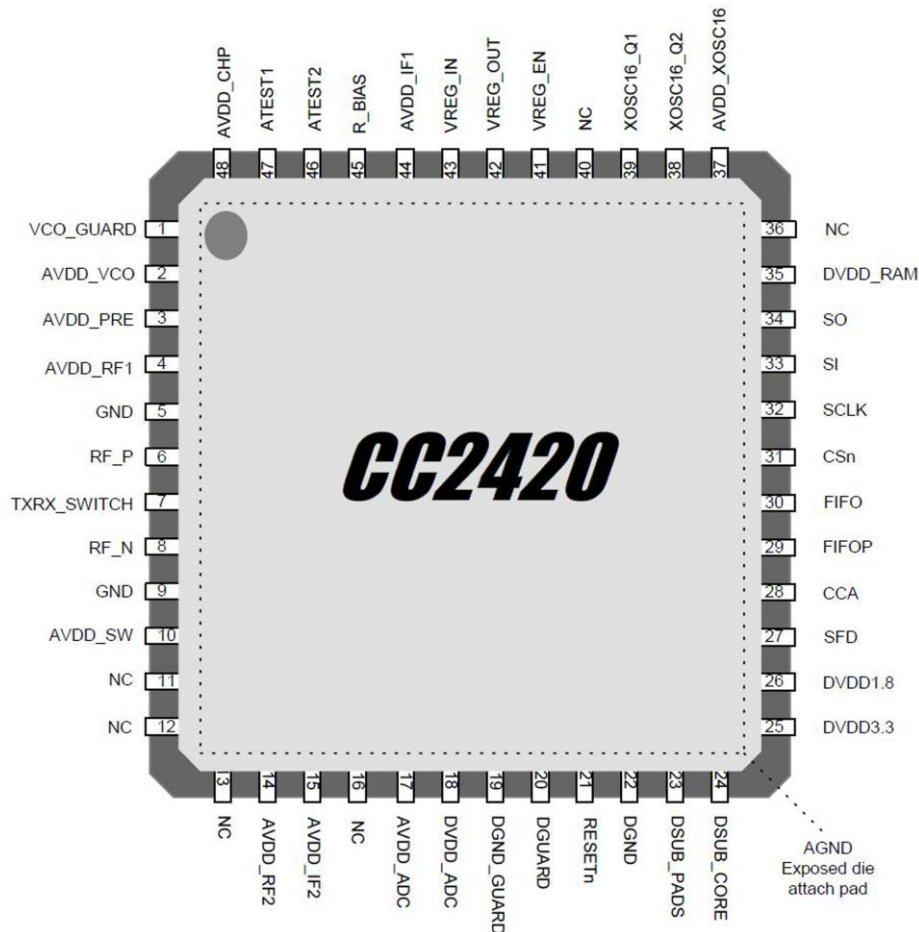 AVDD_CHP
ATEST1
ATEST2
R_BIAS
AVDD_IF1
VREG_IN
VREG_OUT
VREG_EN
NC
XOSC16_Q1
XOSC16_Q2
AVDD_XOSC16
48
47
46
45
44
43
42
41
40
39
38
37
VCO_GUARD 1
AVDD_VCO 2
AVDD_PRE 3
AVDD_RF1 4
GND 5
RF_P 6
TXRX_SWITCH 7
RF_N 8
GND 9
AVDD_SW 10
NC 11
NC 12
CC2420
36 NC
35 DVDD_RAM
34 SO
33 SI
32 SCLK
31 CSn
30 FIFO
29 FIFOP
28 CCA
27 SFD
26 DVDD1.8
25 DVDD3.3
13
14
15
16
17
18
19
20
21
22
23
24
NC
AVDD_RF2
AVDD_IF2
NC
AVDD_ADC
DVDD_ADC
DGND_GUARD
DGUARD
RESETn
DGND
DSUB_PADS
DSUB_CORE
AGND
Exposed die
attach pad